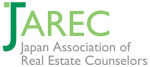 JAREC
Japan Association of
Real Estate Counselors